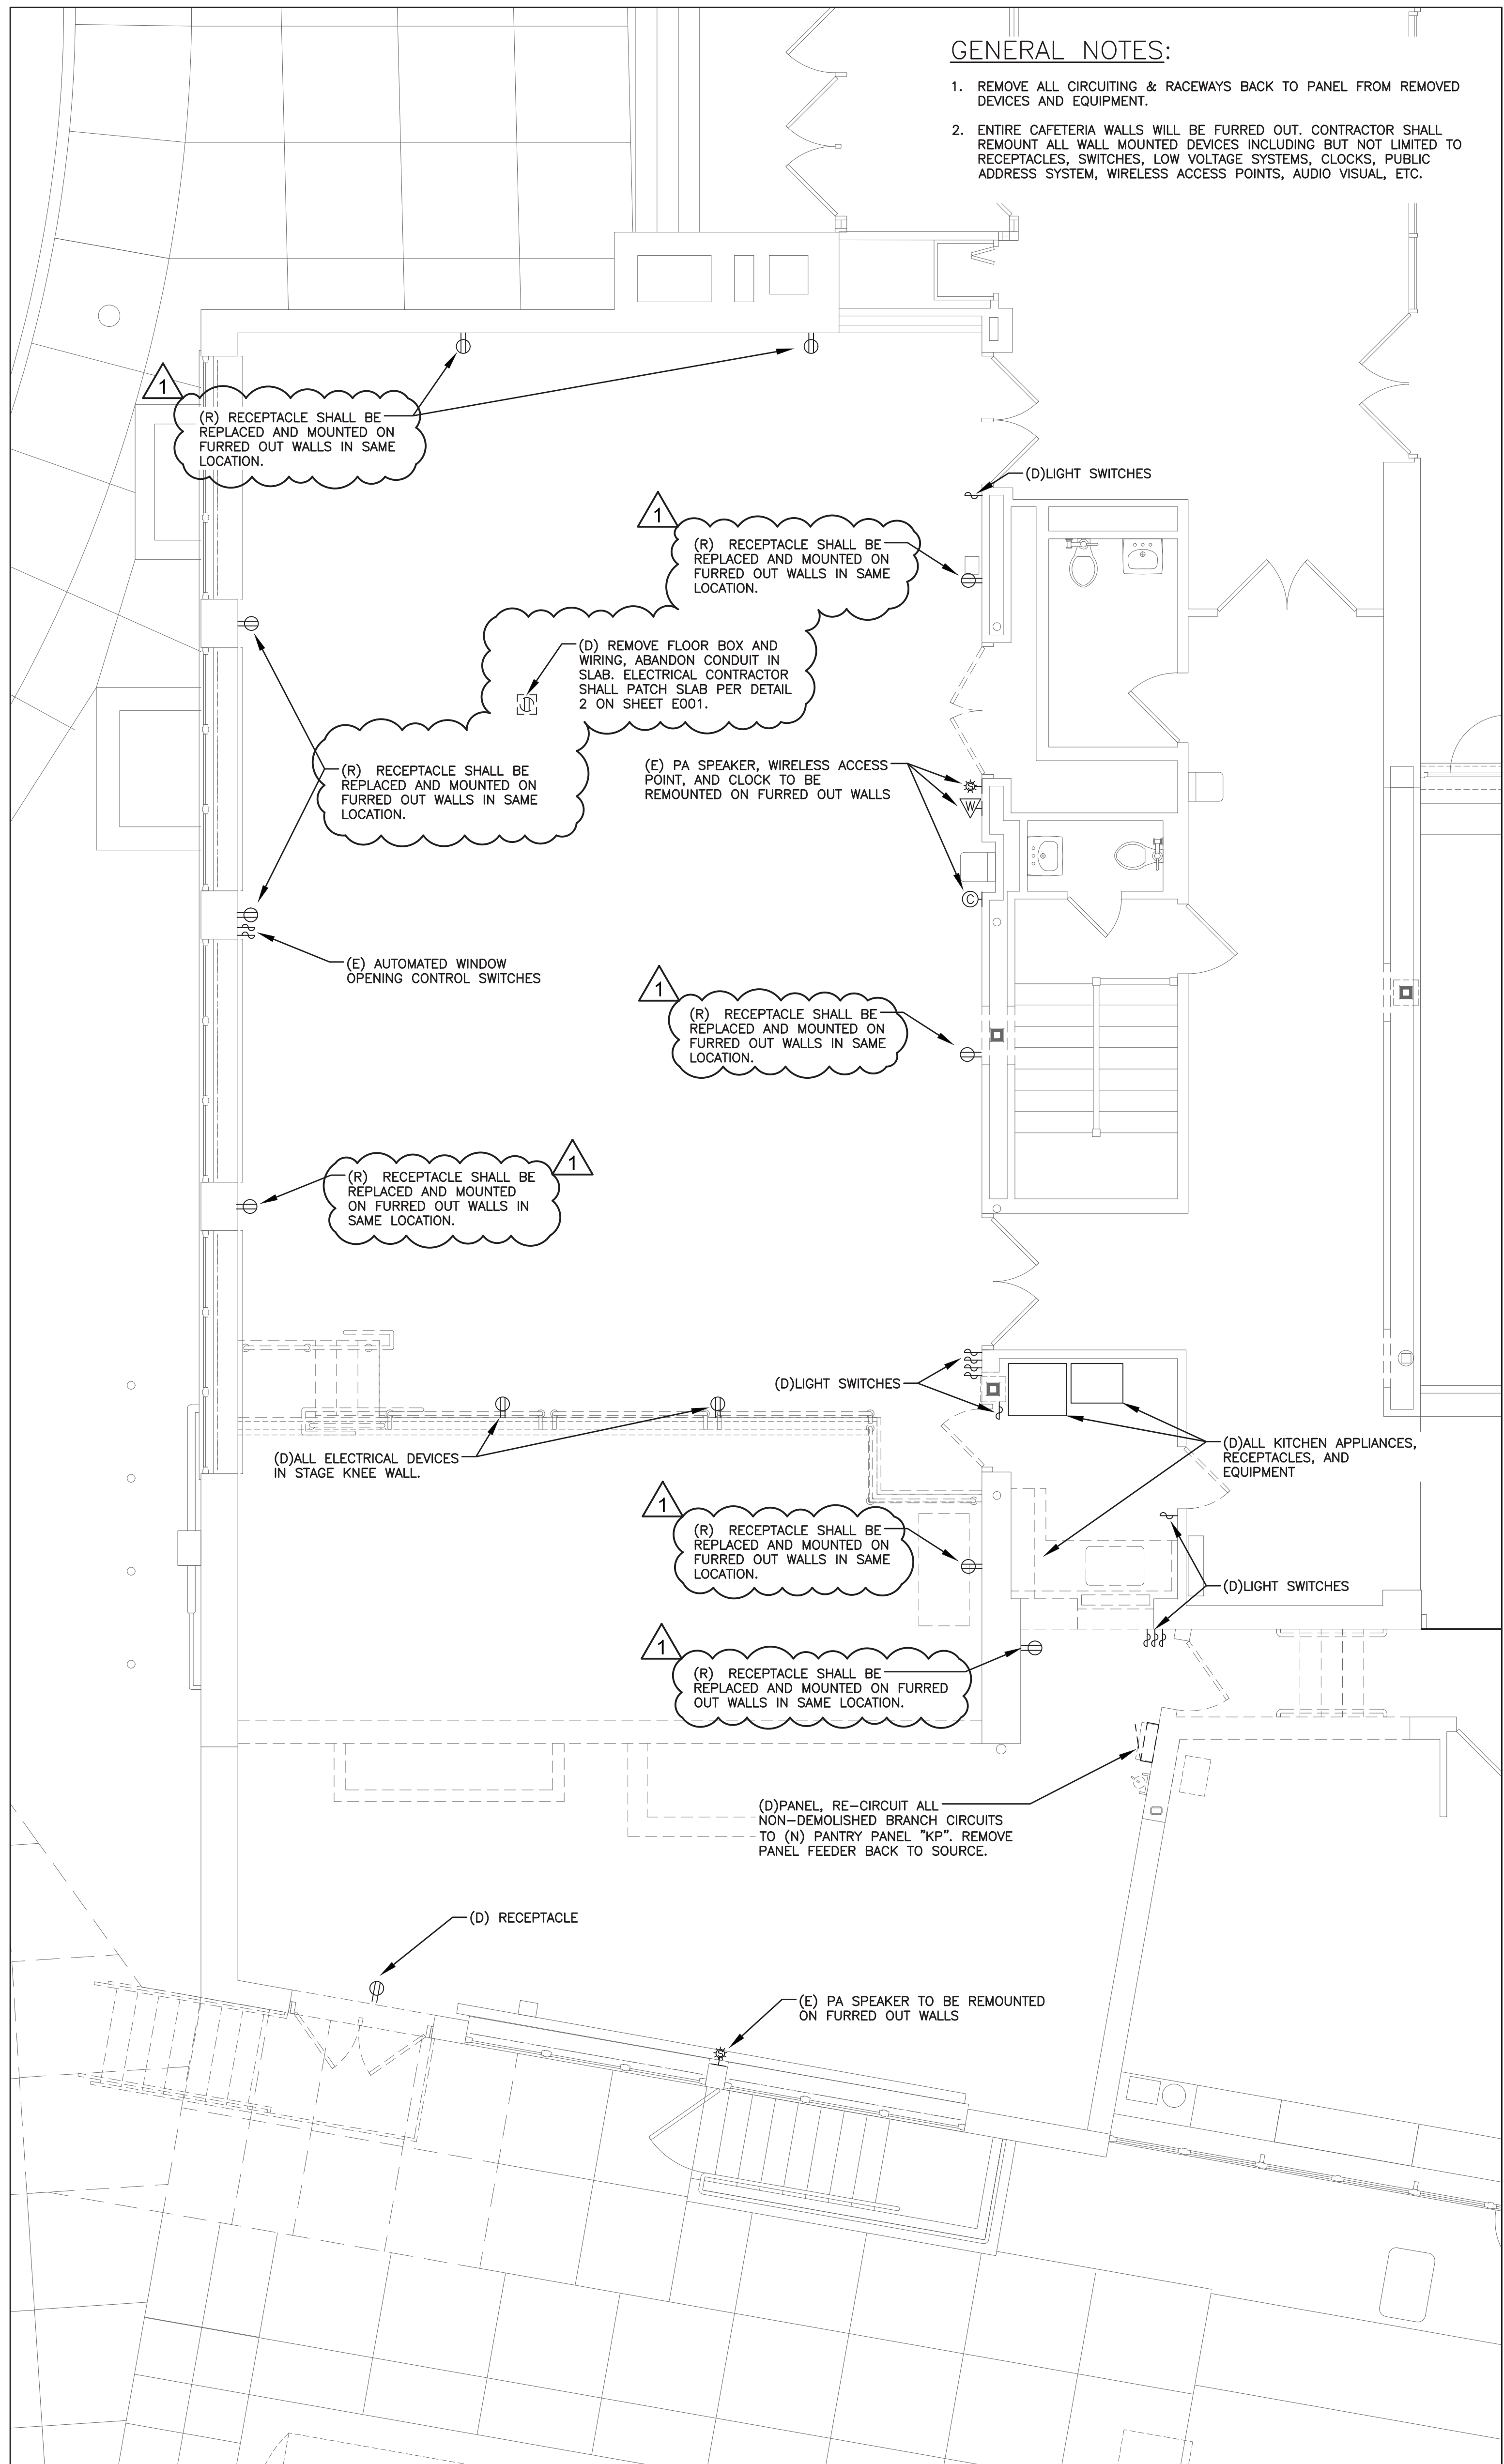 GENERAL NOTES:
1. REMOVE ALL CIRCUITING & RACEWAYS BACK TO PANEL FROM REMOVED
DEVICES AND EQUIPMENT.
2. ENTIRE CAFETERIA WALLS WILL BE FURRED OUT. CONTRACTOR SHALL
REMOUNT ALL WALL MOUNTED DEVICES INCLUDING BUT NOT LIMITED TO
RECEPTACLES, SWITCHES, LOW VOLTAGE SYSTEMS, CLOCKS, PUBLIC
ADDRESS SYSTEM, WIRELESS ACCESS POINTS, AUDIO VISUAL, ETC.
1
(R) RECEPTACLE SHALL BE
REPLACED AND MOUNTED ON
FURRED OUT WALLS IN SAME
LOCATION.
(D)LIGHT SWITCHES
1
(R) RECEPTACLE SHALL BE
REPLACED AND MOUNTED ON
FURRED OUT WALLS IN SAME
LOCATION.
(D) REMOVE FLOOR BOX AND
WIRING, ABANDON CONDUIT IN
SLAB. ELECTRICAL CONTRACTOR
SHALL PATCH SLAB PER DETAIL
2 ON SHEET E001.
(R) RECEPTACLE SHALL BE
REPLACED AND MOUNTED ON
FURRED OUT WALLS IN SAME
LOCATION.
(E) PA SPEAKER, WIRELESS ACCESS
POINT, AND CLOCK TO BE
REMOUNTED ON FURRED OUT WALLS
S
W
C
(E) AUTOMATED WINDOW
OPENING CONTROL SWITCHES
1
(R) RECEPTACLE SHALL BE
REPLACED AND MOUNTED ON
FURRED OUT WALLS IN SAME
LOCATION.
1
(R) RECEPTACLE SHALL BE
REPLACED AND MOUNTED
ON FURRED OUT WALLS IN
SAME LOCATION.
(D)LIGHT SWITCHES
(D)ALL ELECTRICAL DEVICES
IN STAGE KNEE WALL.
(D)ALL KITCHEN APPLIANCES,
RECEPTACLES, AND
EQUIPMENT
1
(R) RECEPTACLE SHALL BE
REPLACED AND MOUNTED ON
FURRED OUT WALLS IN SAME
LOCATION.
(D)LIGHT SWITCHES
1
(R) RECEPTACLE SHALL BE
REPLACED AND MOUNTED ON FURRED
OUT WALLS IN SAME LOCATION.
(D)PANEL, RE-CIRCUIT ALL
NON-DEMOLISHED BRANCH CIRCUITS
TO (N) PANTRY PANEL "KP". REMOVE
PANEL FEEDER BACK TO SOURCE.
(D) RECEPTACLE
(E) PA SPEAKER TO BE REMOUNTED
ON FURRED OUT WALLS
S